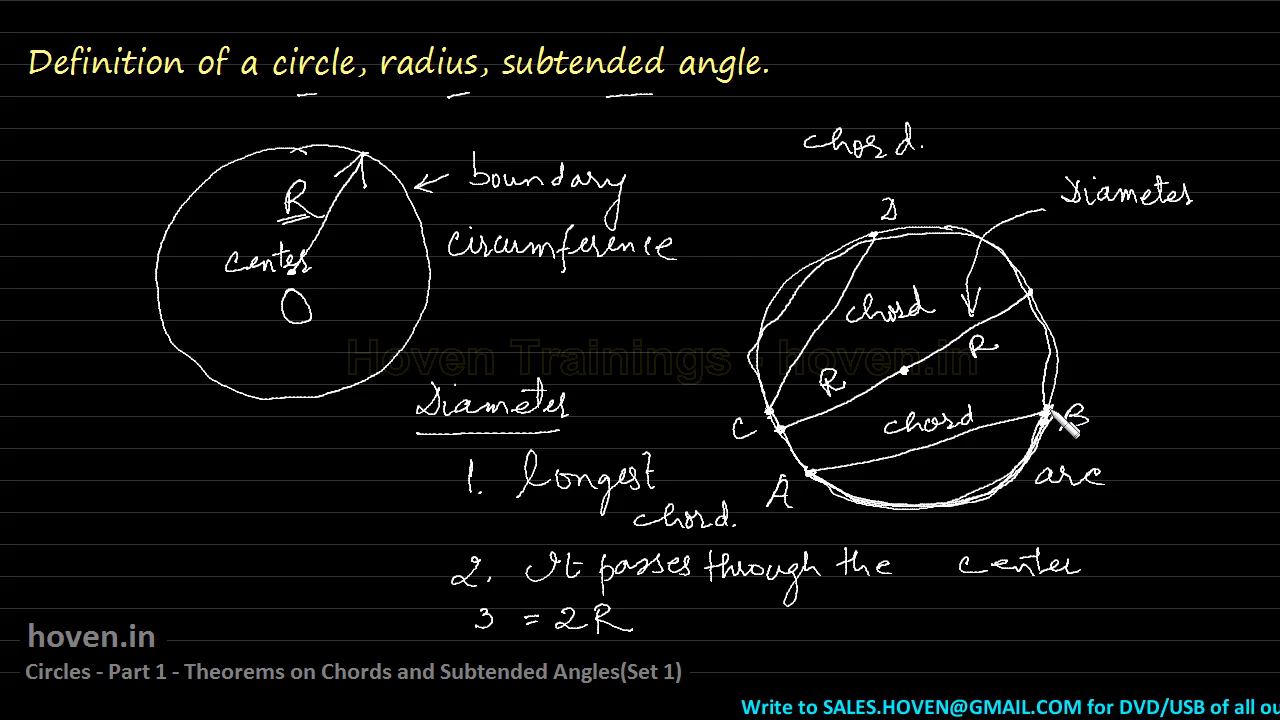 Definition of a circle, radius, subtended angle.
chord.
R
center
O
boundary
circumference
Diameter
D
chord
R
R
C
chord
B
A
arc
Hoven Trainings - hoven.in
Diameter
1. longest
chord.
2. It passes through the center
3 = 2R
hoven.in
Circles - Part 1 - Theorems on Chords and Subtended Angles(Set 1)
Write to SALES.HOVEN@GMAIL.COM for DVD/USB of all ou